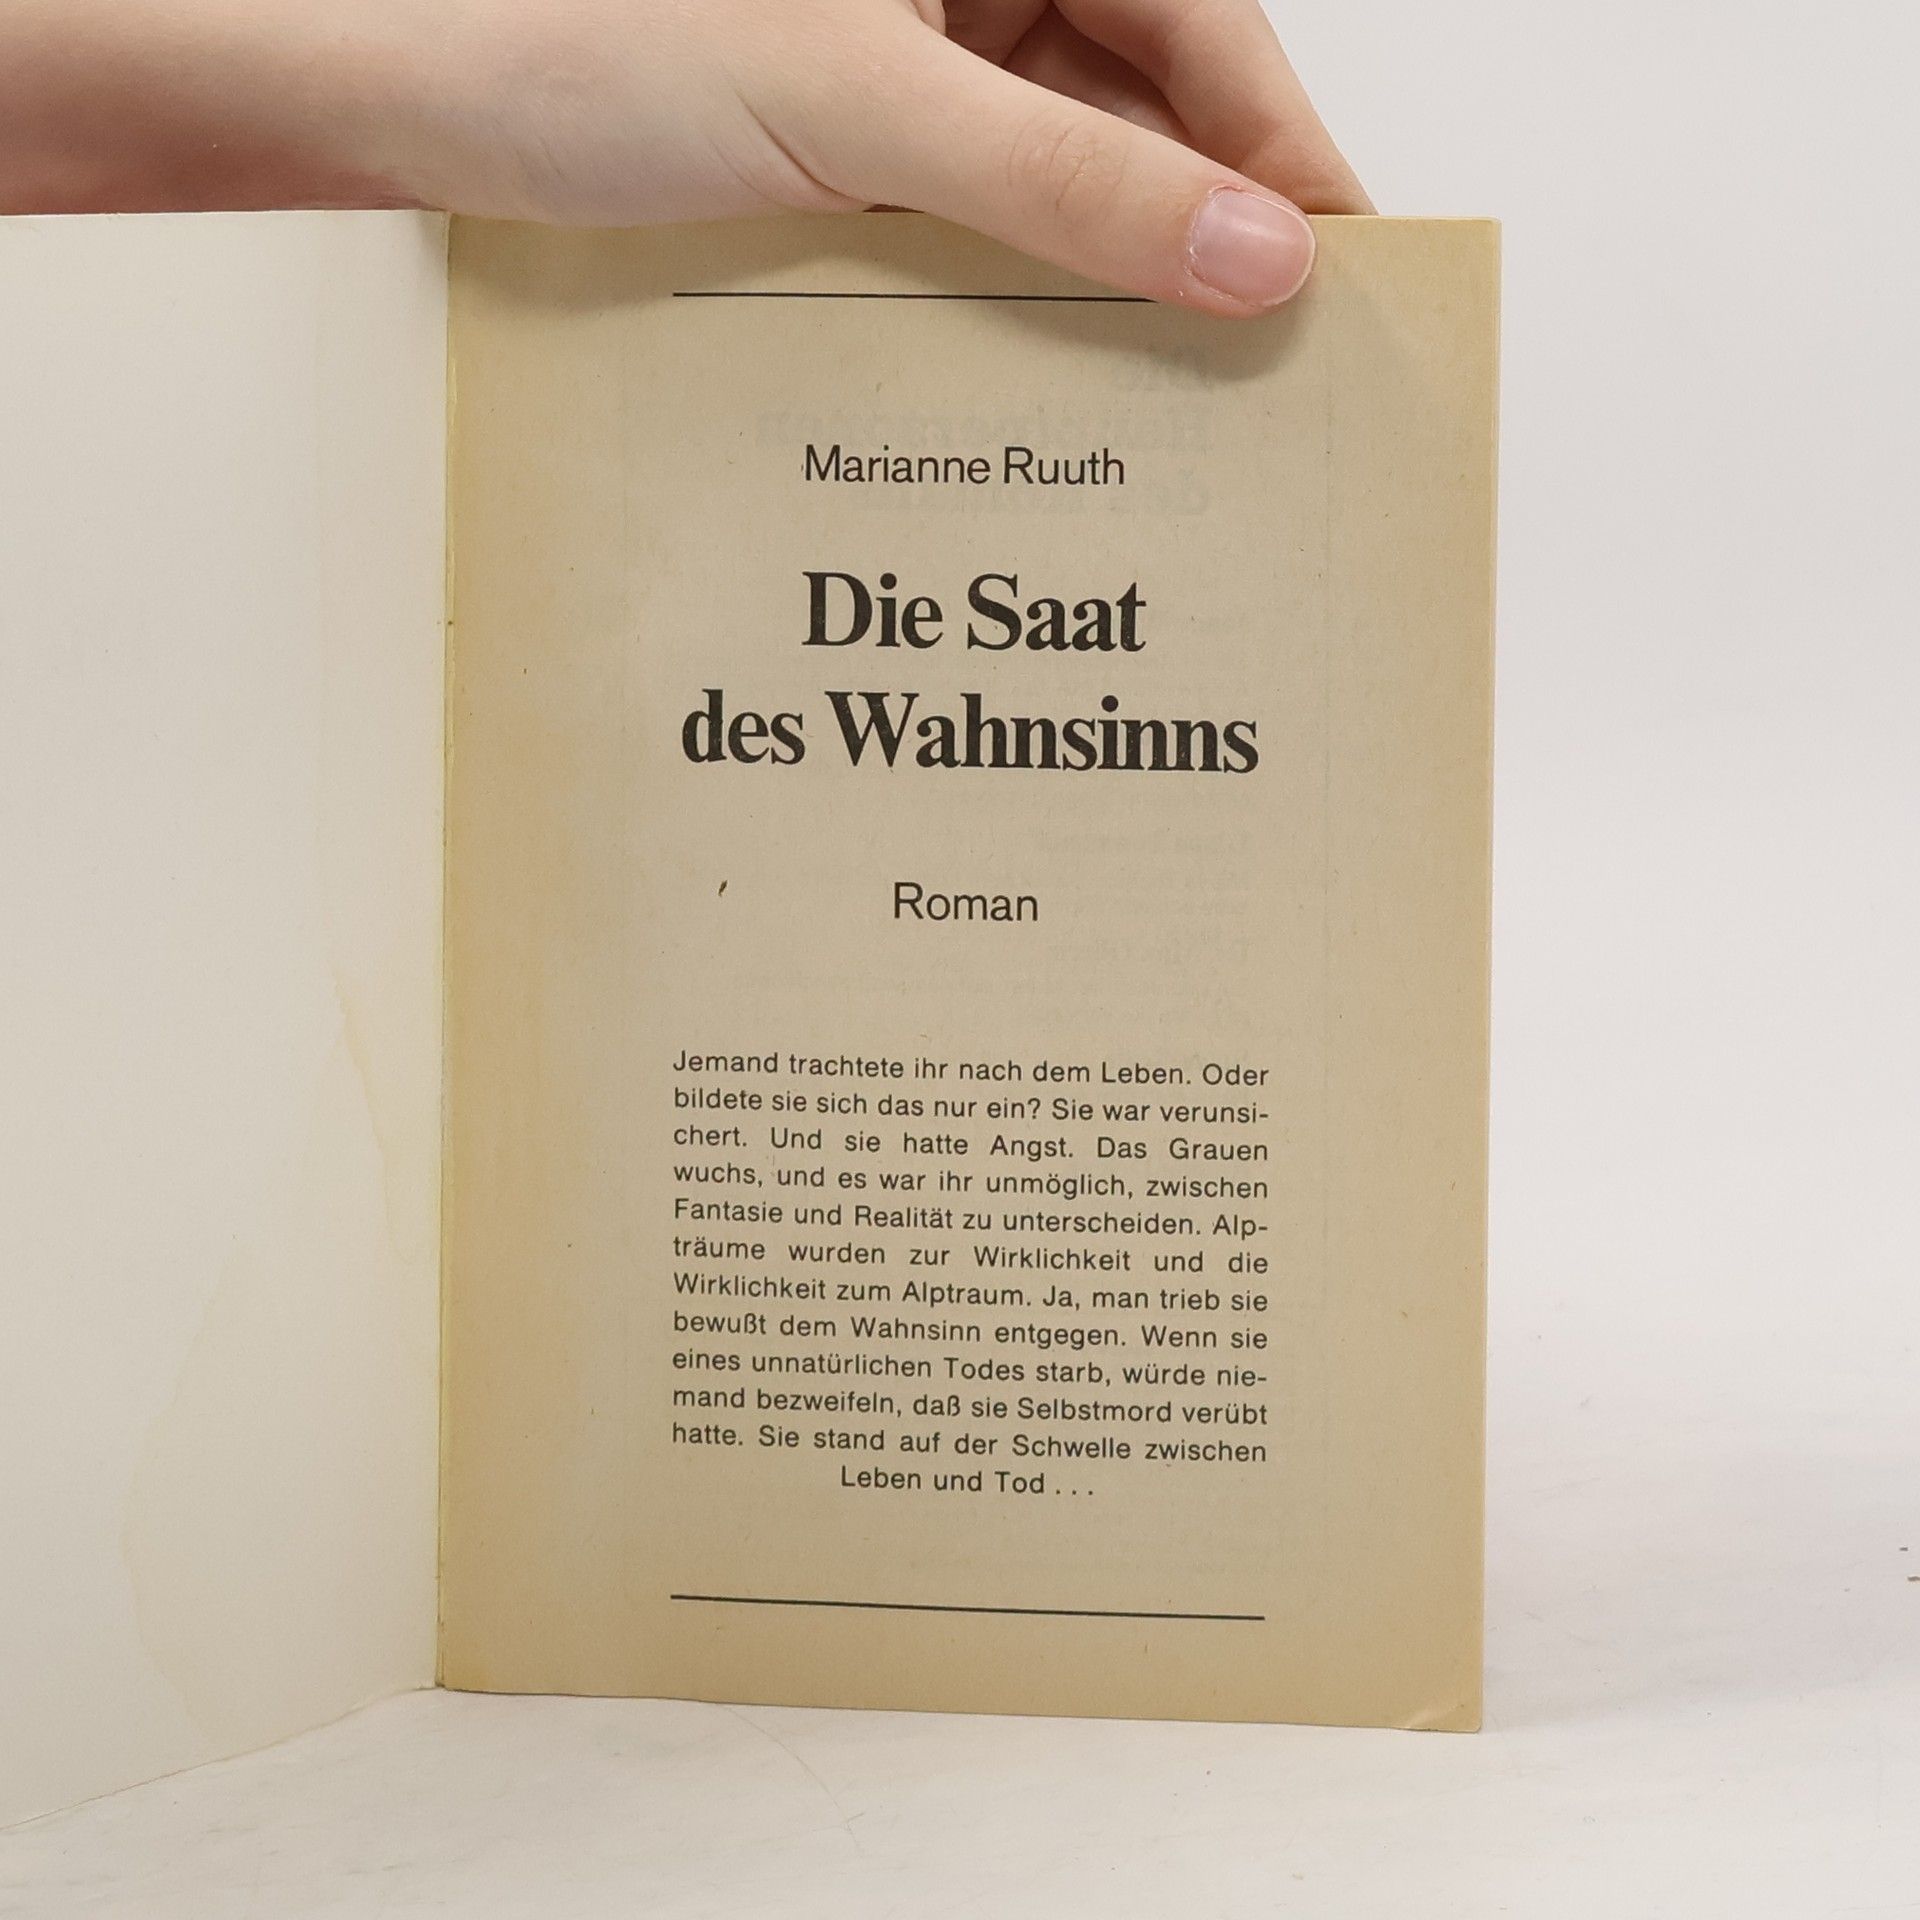 Marianne Ruuth
Die Saat
des Wahnsinns
Roman
Jemand trachtete ihr nach dem Leben. Oder
bildete sie sich das nur ein? Sie war verunsi-
chert. Und sie hatte Angst. Das Grauen
wuchs, und es war ihr unmöglich, zwischen
Fantasie und Realität zu unterscheiden. Alp-
träume wurden zur Wirklichkeit und die
Wirklichkeit zum Alptraum. Ja, man trieb sie
bewußt dem Wahnsinn entgegen. Wenn sie
eines unnatürlichen Todes starb, würde nie-
mand bezweifeln, daß sie Selbstmord verübt
hatte. Sie stand auf der Schwelle zwischen
Leben und Tod . . .